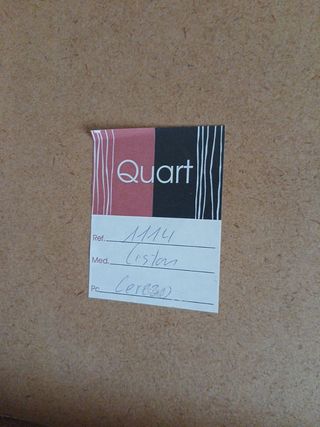 Quart
Ref. 1114
Med. Liston
Pc. Cerezo